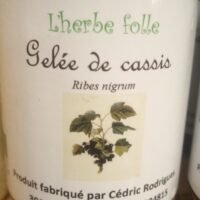 L'herbe folle
Gelée de cassis
Ribes nigrum
Produit fabriqué par Cédric Rodrigues